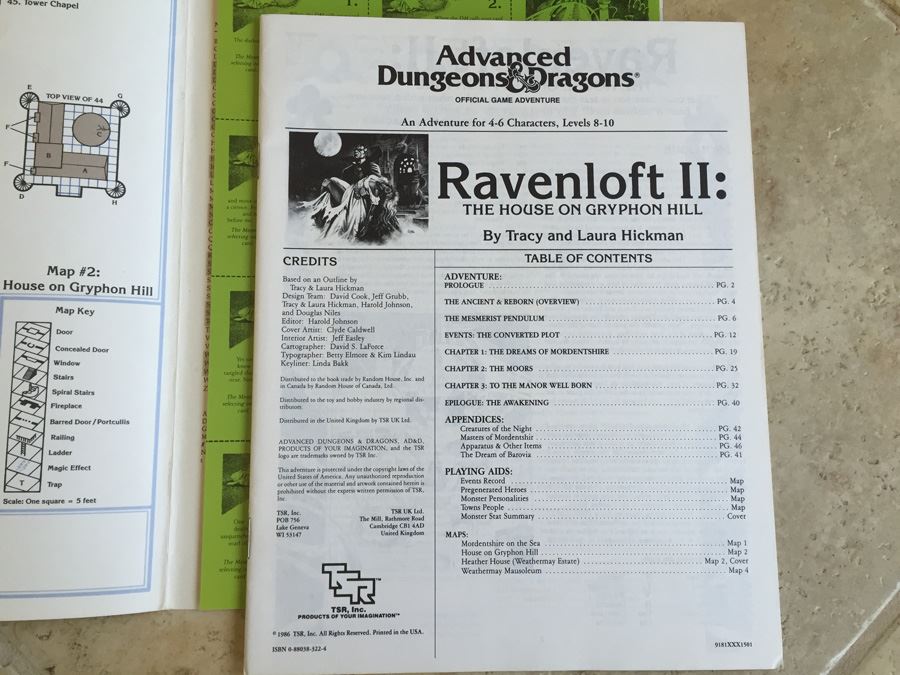 45. Tower Chapel
E
TOP VIEW OF 44
G
F
C
B
A
F
D
H
Map #2:
House on Gryphon Hill
Map Key
Door
Concealed Door
Window
Stairs
Spiral Stairs
Fireplace
Barred Door / Portcullis
Railing
Ladder
Magic Effect
T
Trap
Scale: One square = 5 feet
1.
2.
Advanced
Dungeons & Dragons®
OFFICIAL GAME ADVENTURE
An Adventure for 4-6 Characters, Levels 8-10
Ravenloft II:
THE HOUSE ON GRYPHON HILL
By Tracy and Laura Hickman
CREDITS
Based on an Outline by
Tracy & Laura Hickman
Design Team: David Cook, Jeff Grubb,
Tracy & Laura Hickman, Harold Johnson,
and Douglas Niles
Editor: Harold Johnson
Cover Artist: Clyde Caldwell
Interior Artist: Jeff Easley
Cartographer: David S. LaForce
Typographer: Betty Elmore & Kim Lindau
Keyliner: Linda Bakk
Distributed to the book trade by Random House, Inc. and
in Canada by Random House of Canada, Ltd.
Distributed to the toy and hobby industry by regional dis-
tributors.
Distributed in the United Kingdom by TSR UK Ltd.
ADVANCED DUNGEONS & DRAGONS, AD&D,
PRODUCTS OF YOUR IMAGINATION, and the TSR
logo are trademarks owned by TSR Inc.
This adventure is protected under the copyright laws of the
United States of America. Any unauthorized reproduction
or other use of the material and artwork contained herein is
prohibited without the express written permission of TSR,
Inc.
TSR, Inc.
POB 756
Lake Geneva
WI 53147
TSR UK Ltd.
The Mill, Rathmore Road
Cambridge CB1 4AD
United Kingdom
TSR™
TSR, Inc.
PRODUCTS OF YOUR IMAGINATION™
© 1986 TSR, Inc. All Rights Reserved. Printed in the USA.
ISBN 0-88038-322-4
TABLE OF CONTENTS
ADVENTURE:
PROLOGUE PG. 2
THE ANCIENT & REBORN (OVERVIEW) PG. 4
THE MESMERIST PENDULUM PG. 6
EVENTS: THE CONVERTED PLOT PG. 12
CHAPTER 1: THE DREAMS OF MORDENTSHIRE PG. 19
CHAPTER 2: THE MOORS PG. 25
CHAPTER 3: TO THE MANOR WELL BORN PG. 32
EPILOGUE: THE AWAKENING PG. 40
APPENDICES:
Creatures of the Night PG. 42
Masters of Mordentshire PG. 44
Apparatus & Other Items PG. 46
The Dream of Barovia PG. 41
PLAYING AIDS:
Events Record Map
Pregenerated Heroes Map
Monster Personalities Map
Towns People Map
Monster Stat Summary Cover
MAPS:
Mordentshire on the Sea Map 1
House on Gryphon Hill Map 2
Heather House (Weathermay Estate) Map 2, Cover
Weathermay Mausoleum Map 4
9181XXX1501